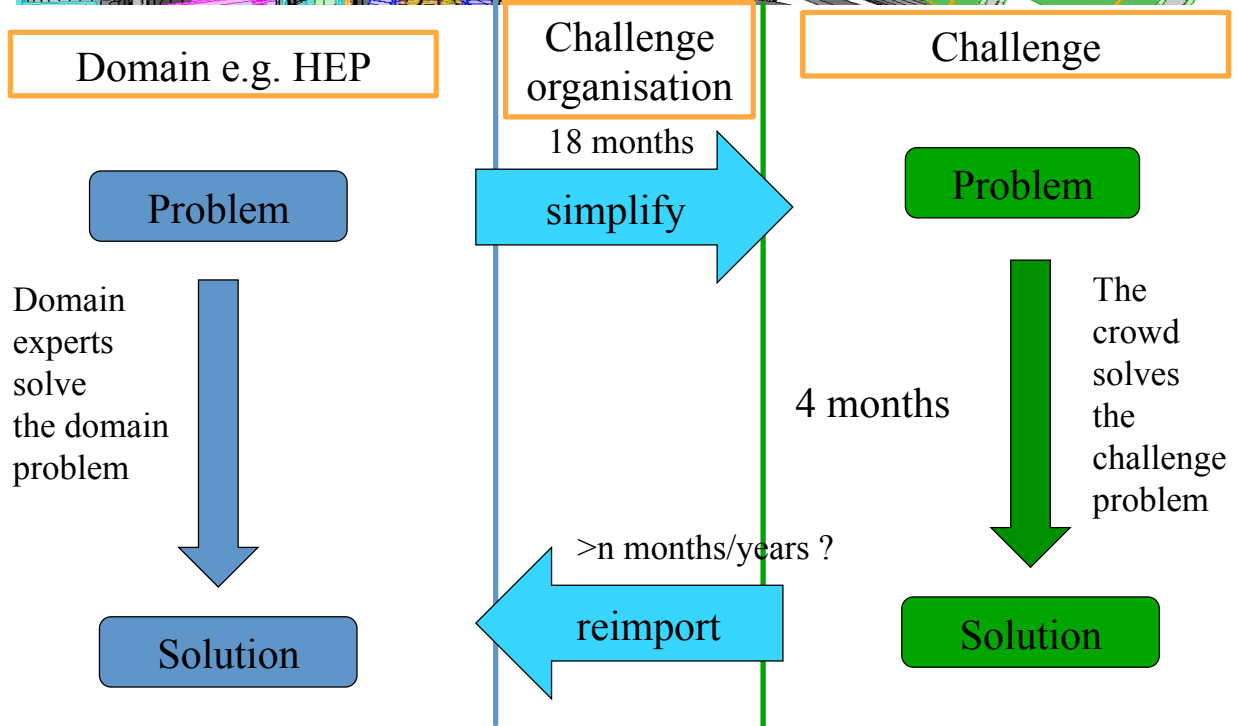 Domain e.g. HEP
Challenge
organisation
Challenge
18 months
Problem
simplify
Problem
Domain
experts
solve
the domain
problem
4 months
The
crowd
solves
the
challenge
problem
>n months/years ?
reimport
Solution
Solution